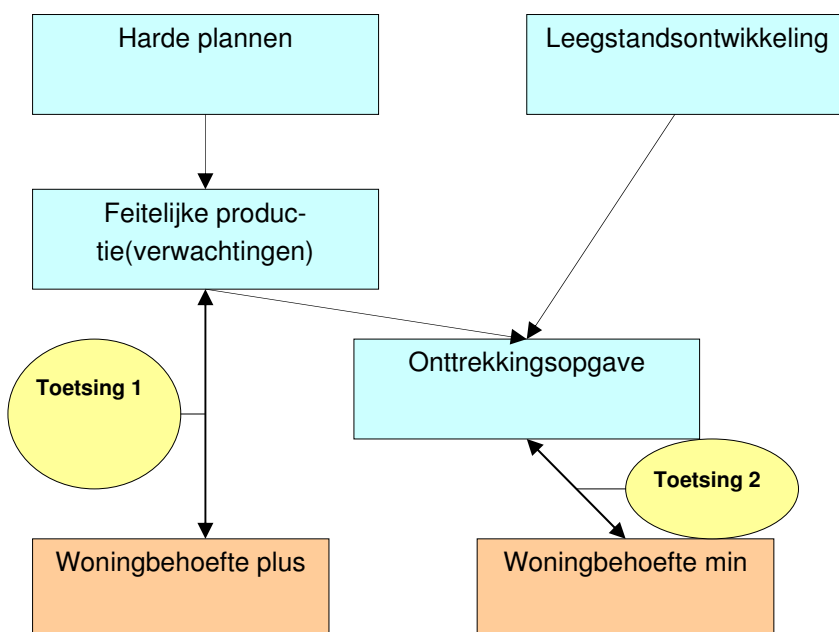 Harde plannen
Leegstandsontwikkeling
Feitelijke produc-
tie(verwachtingen)
Onttrekkingsopgave
Toetsing 1
Toetsing 2
Woningbehoefte plus
Woningbehoefte min